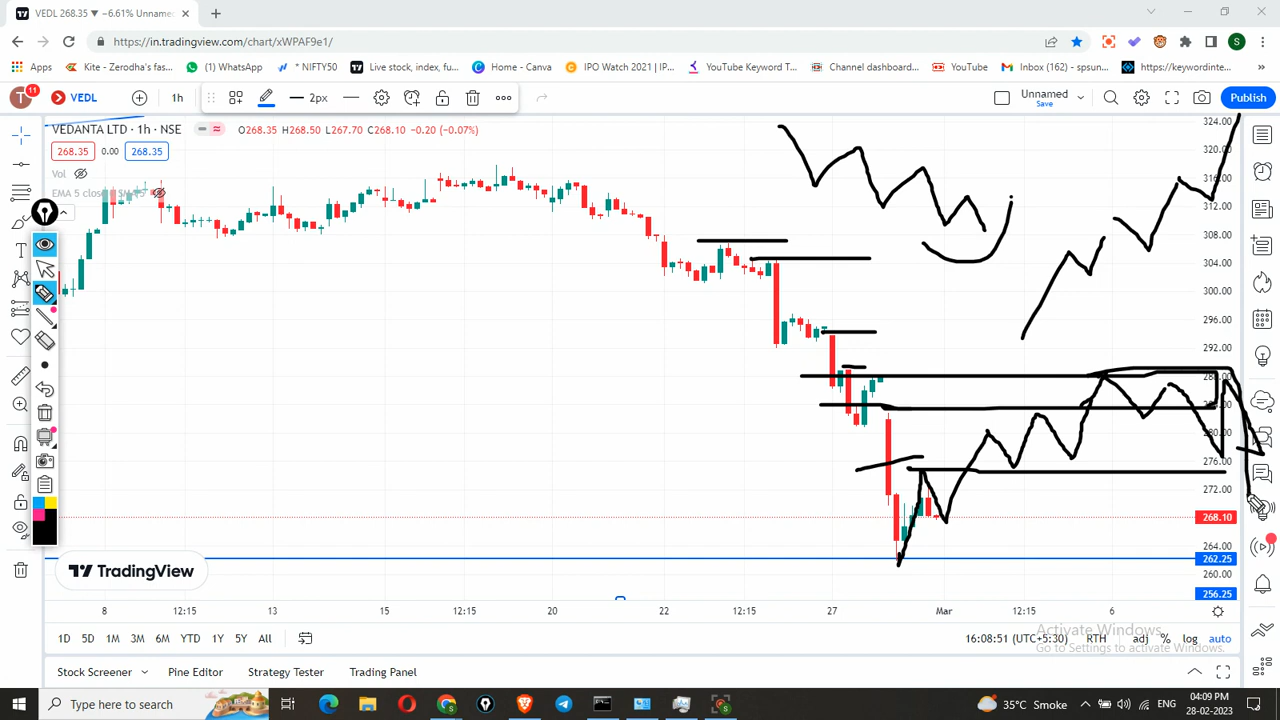 VEDL 268.35 ▼ −6.61% Unname
https://in.tradingview.com/chart/xWPAF9e1/
Apps
Kite - Zerodha's fas...
(1) WhatsApp
* NIFTY50
Live stock, index, fu...
Home - Canva
IPO Watch 2021 | IP...
YouTube Keyword T...
Channel dashboard...
YouTube
Inbox (162) - spsun...
https://keywordinte...
T
11
VEDL
1h
2px
Unnamed
Save
Publish
VEDANTA LTD · 1h · NSE
O268.35 H268.50 L267.70 C268.10 −0.20 (−0.07%)
268.35 0.00 268.35
Vol
EMA 5 close
324.00
320.00
316.00
312.00
308.00
304.00
300.00
296.00
292.00
280.00
276.00
272.00
268.10
264.00
262.25
260.00
256.25
TradingView
8 12:15 13 15 12:15 20 22 12:15 27 Mar 12:15 6
Activate Windows
Go to Settings to activate Windows.
1D 5D 1M 3M 6M YTD 1Y 5Y All
16:08:51 (UTC+5:30) RTH adj % log auto
Stock Screener Pine Editor Strategy Tester Trading Panel
Type here to search
35°C Smoke
ENG
04:09 PM
28-02-2023